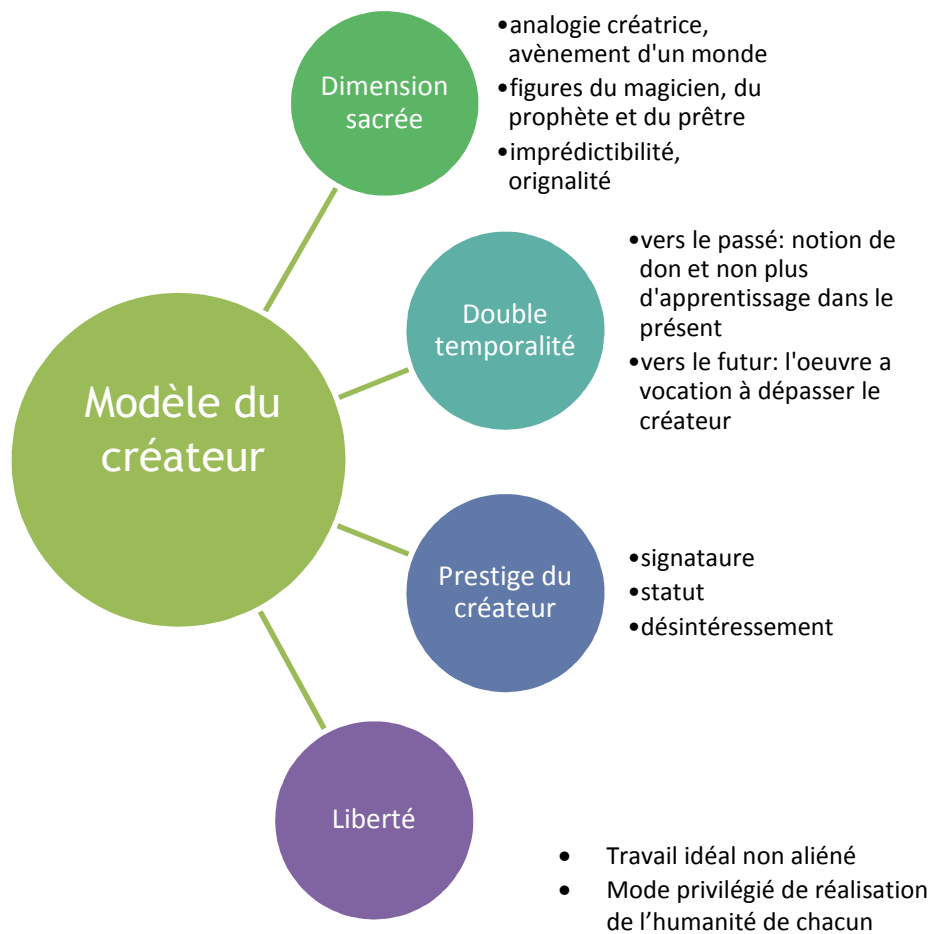 Modèle du
créateur
Dimension
sacrée
•analogie créatrice,
avènement d'un monde
•figures du magicien, du
prophète et du prêtre
•imprédictibilité,
orignalité
Double
temporalité
•vers le passé: notion de
don et non plus
d'apprentissage dans le
présent
•vers le futur: l'oeuvre a
vocation à dépasser le
créateur
Prestige du
créateur
•signataure
•statut
•désintéressement
Liberté
• Travail idéal non aliéné
• Mode privilégié de réalisation
de l’humanité de chacun